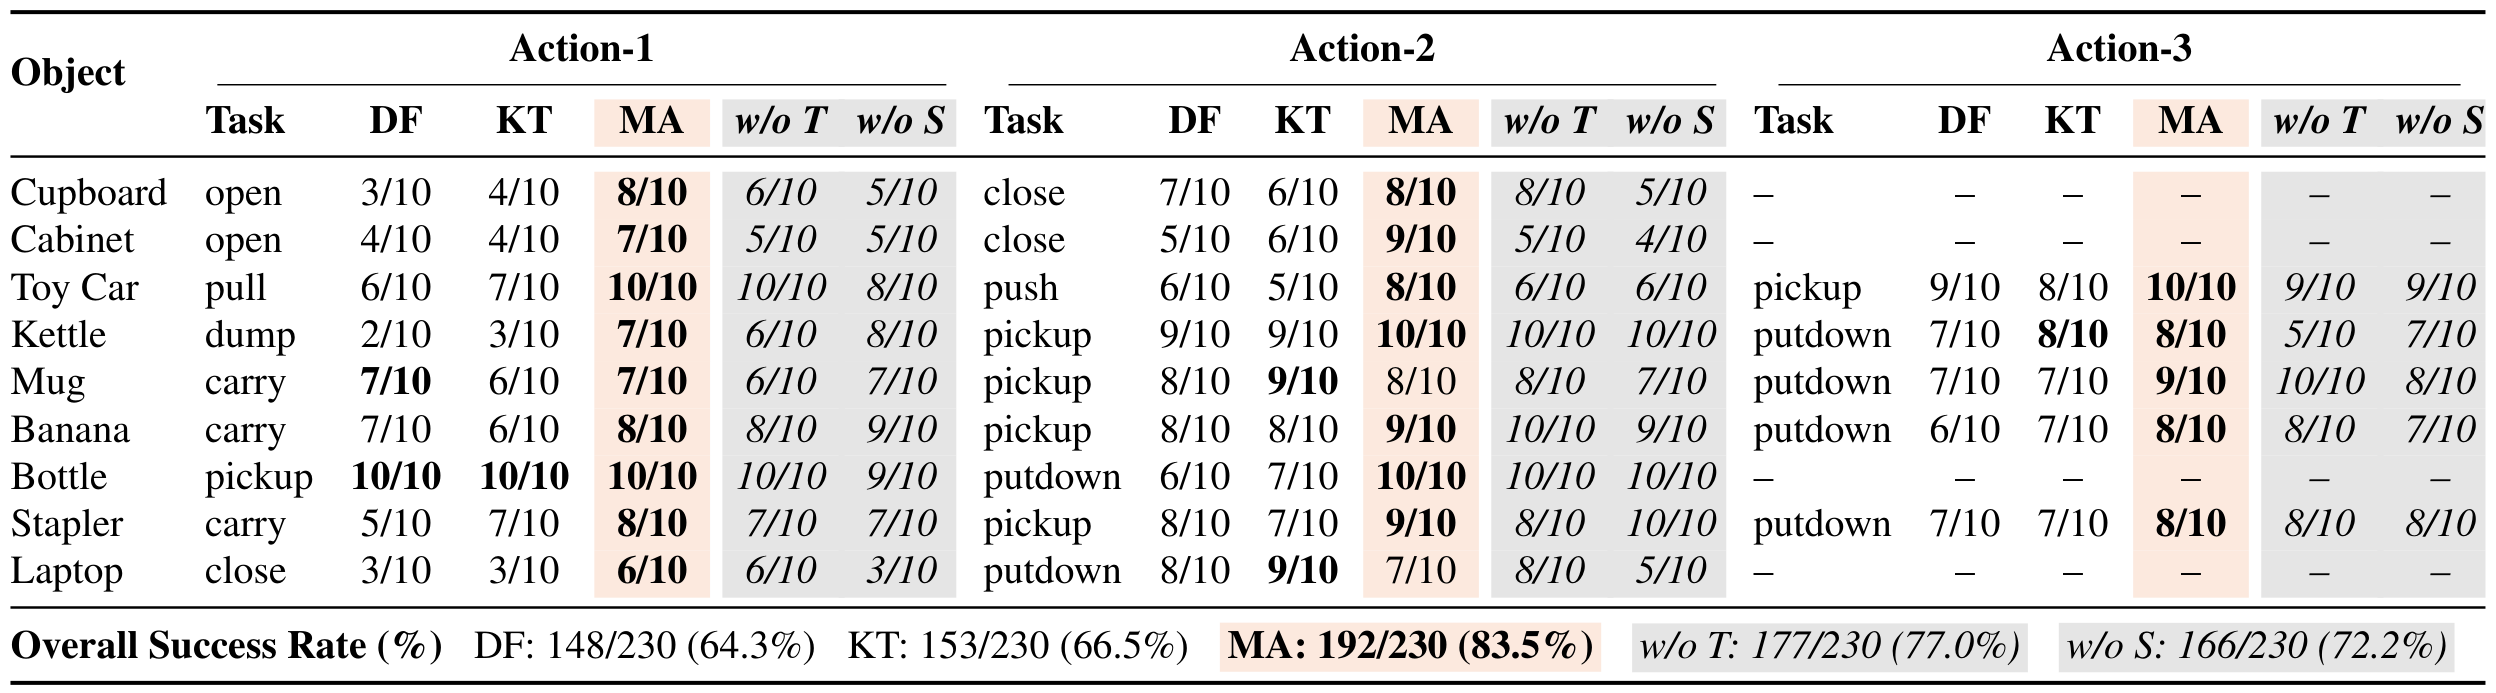 Object Action-1 Action-2 Action-3
Task DF KT MA w/o T w/o S Task DF KT MA w/o T w/o S Task DF KT MA w/o T w/o S
Cupboard open 3/10 4/10 8/10 6/10 5/10 close 7/10 6/10 8/10 8/10 5/10 – – – – – –
Cabinet open 4/10 4/10 7/10 5/10 5/10 close 5/10 6/10 9/10 5/10 4/10 – – – – – –
Toy Car pull 6/10 7/10 10/10 10/10 8/10 push 6/10 5/10 8/10 6/10 6/10 pickup 9/10 8/10 10/10 9/10 9/10
Kettle dump 2/10 3/10 7/10 6/10 8/10 pickup 9/10 9/10 10/10 10/10 10/10 putdown 7/10 8/10 8/10 5/10 7/10
Mug carry 7/10 6/10 7/10 6/10 7/10 pickup 8/10 9/10 8/10 8/10 7/10 putdown 7/10 7/10 9/10 10/10 8/10
Banana carry 7/10 6/10 8/10 8/10 9/10 pickup 8/10 8/10 9/10 10/10 9/10 putdown 6/10 7/10 8/10 8/10 7/10
Bottle pickup 10/10 10/10 10/10 10/10 9/10 putdown 6/10 7/10 10/10 10/10 10/10 – – – – – –
Stapler carry 5/10 7/10 8/10 7/10 7/10 pickup 8/10 7/10 9/10 8/10 10/10 putdown 7/10 7/10 8/10 8/10 8/10
Laptop close 3/10 3/10 6/10 6/10 3/10 putdown 8/10 9/10 7/10 8/10 5/10 – – – – – –
Overall Success Rate (%) DF: 148/230 (64.3%) KT: 153/230 (66.5%) MA: 192/230 (83.5%) w/o T: 177/230 (77.0%) w/o S: 166/230 (72.2%)